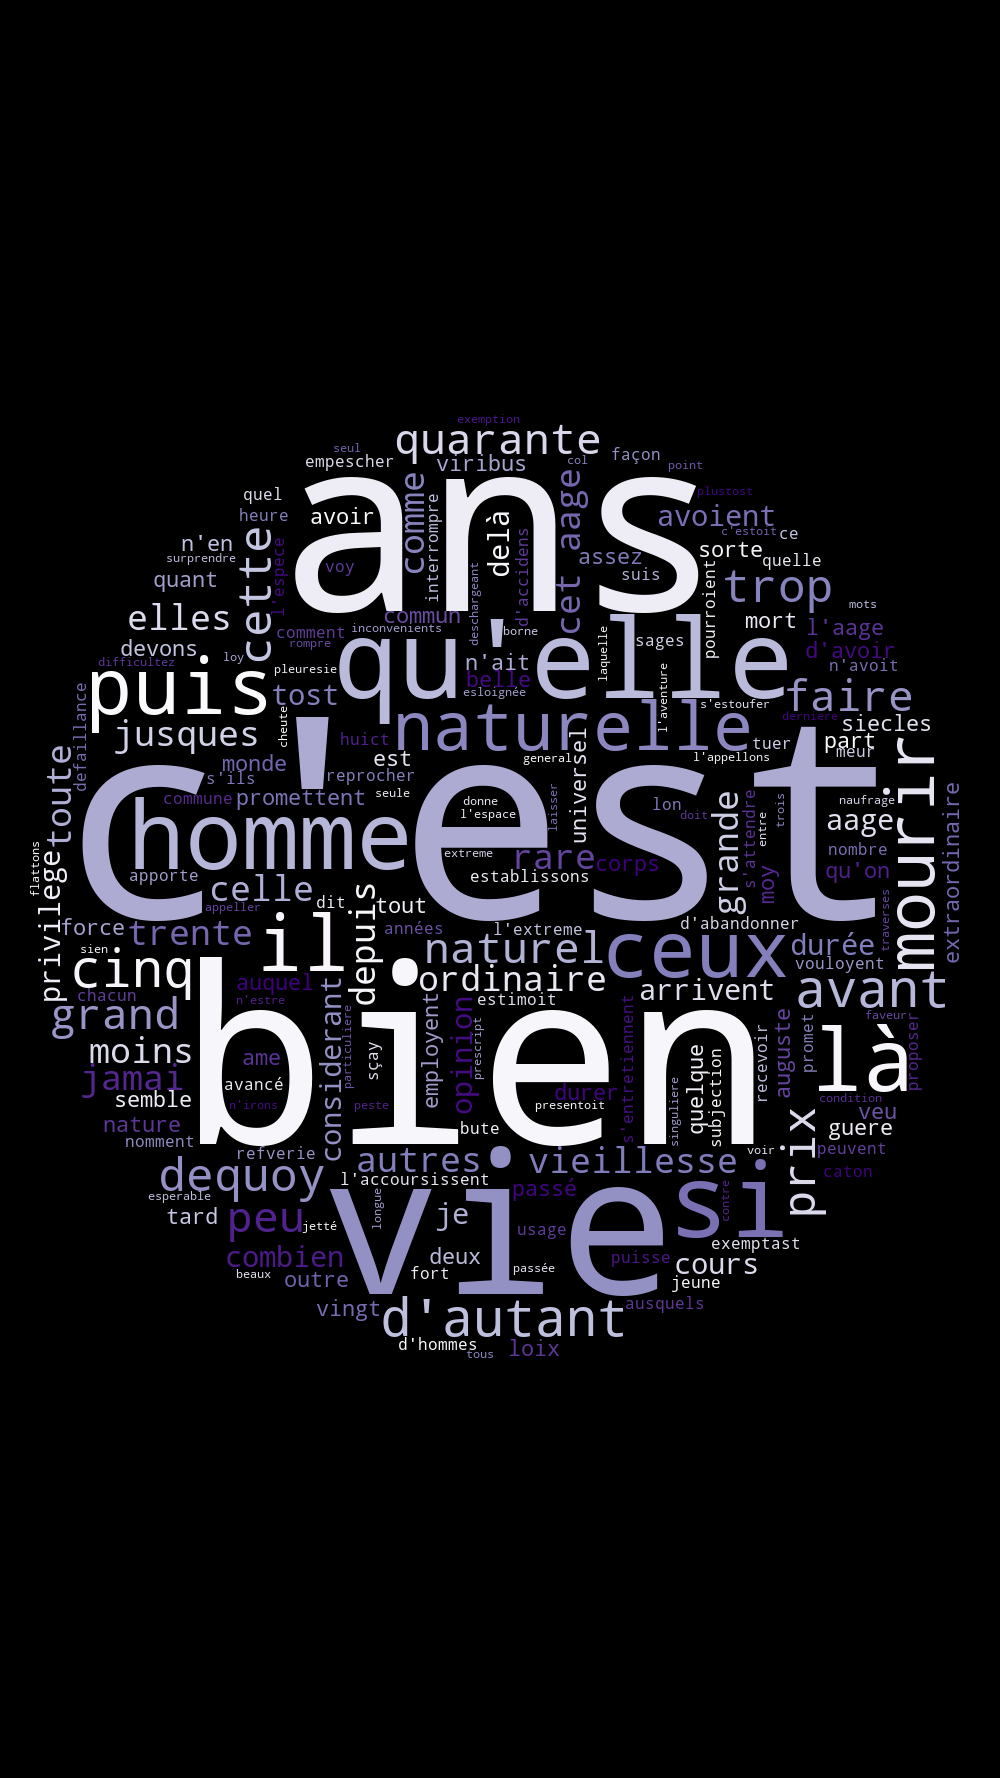 exemption
quarante
seul
empescher
viribus
col
façon
point
quel
ans
comme
aage
plustost
heure
avoir
interrompre
delà
avoient
c'estoit
ce
n'en
cette
l'espece
d'accidens
assez
sorte
quelle
surprendre
voy
deschargeant
cet
suis
pourroient
trop
quant
mots
elles
comment
commun
inconvenients
borne
laquelle
sages
mort
l'aage
devons
rompre
qu'elle
d'avoir
difficultez
loy
pleuresie
n'ait
belle
n'avoit
puis
tost
esloignée
l'aventure
s'estoufer
faire
derniere
defaillance
jusques
cheute
huict
naturelle
universel
tuer
siecles
part
meur
toute
monde
est
general
l'appellons
mourir
s'ils
reprocher
c'est
commune
promettent
seule
donne
laisser
lon
doit
grande
s'attendre
trois
naufrage
extraordinaire
l'espace
entre
aage
flattons
homme
extreme
rare
corps
moy
nombre
privilege
apporte
celle
establissons
qu'on
appeller
dit
depuis
tout
d'abandonner
traverses
force
trente
il
années
l'extreme
durée
sien
cinq
naturel
ceux
vouloyent
auquel
ordinaire
arrivent
avant
chacun
n'estre
considerant
particuliere
estimoit
s'entretiennent
grand
employent
opinion
prescript
auguste
promet
faveur
proposer
moins
ame
sçay
bien
quelque
subjection
recevoir
là
jamai
avancé
durer
singuliere
condition
semble
n'irons
peste
presentoit
veu
nature
bute
guere
nomment
refverie
voir
peuvent
prix
dequoy
autres
vieillesse
caton
l'accoursissent
passé
contre
esperable
longue
vie
si
tard
peu
jetté
je
usage
exemptast
combien
deux
puisse
cours
beaux
outre
fort
passée
jeune
vingt
d'autant
ausquels
d'hommes
tous
loix